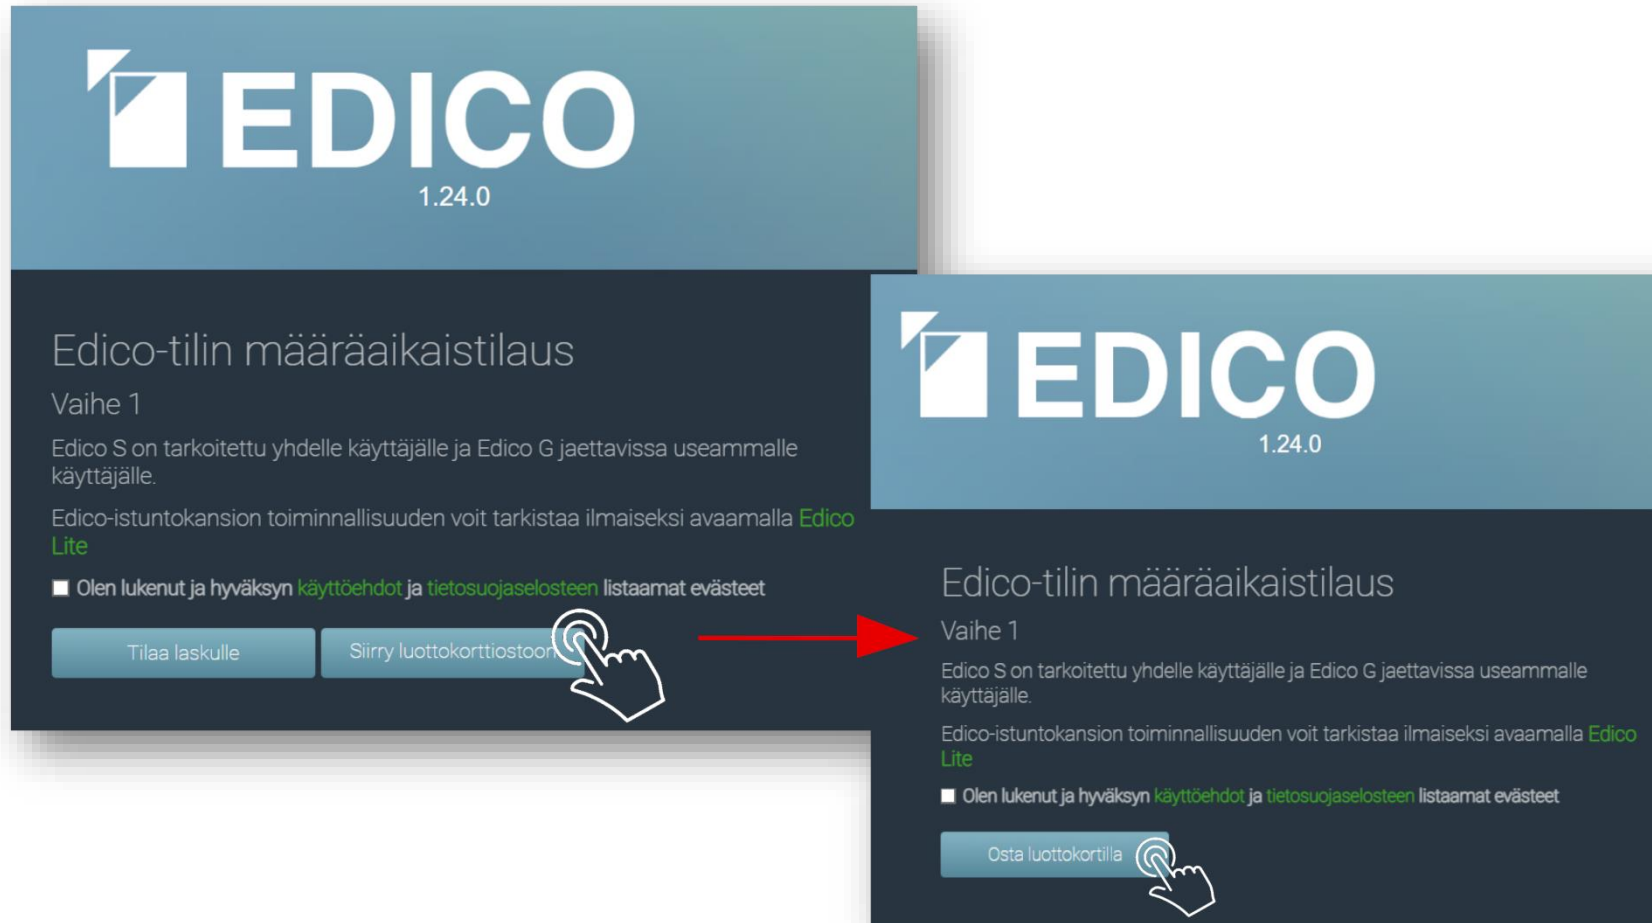 EDICO
1.24.0
Edico-tilin määräaikaistilaus
Vaihe 1
Edico S on tarkoitettu yhdelle käyttäjälle ja Edico G jaettavissa useammalle
käyttäjälle.
Edico-istuntokansion toiminnallisuuden voit tarkistaa ilmaiseksi avaamalla Edico
Lite
Olen lukenut ja hyväksyn käyttöehdot ja tietosuojaselosteen listaamat evästeet
Tilaa laskulle
Siirry luottokorttiostoon
EDICO
1.24.0
Edico-tilin määräaikaistilaus
Vaihe 1
Edico S on tarkoitettu yhdelle käyttäjälle ja Edico G jaettavissa useammalle
käyttäjälle.
Edico-istuntokansion toiminnallisuuden voit tarkistaa ilmaiseksi avaamalla Edico
Lite
Olen lukenut ja hyväksyn käyttöehdot ja tietosuojaselosteen listaamat evästeet
Osta luottokortilla